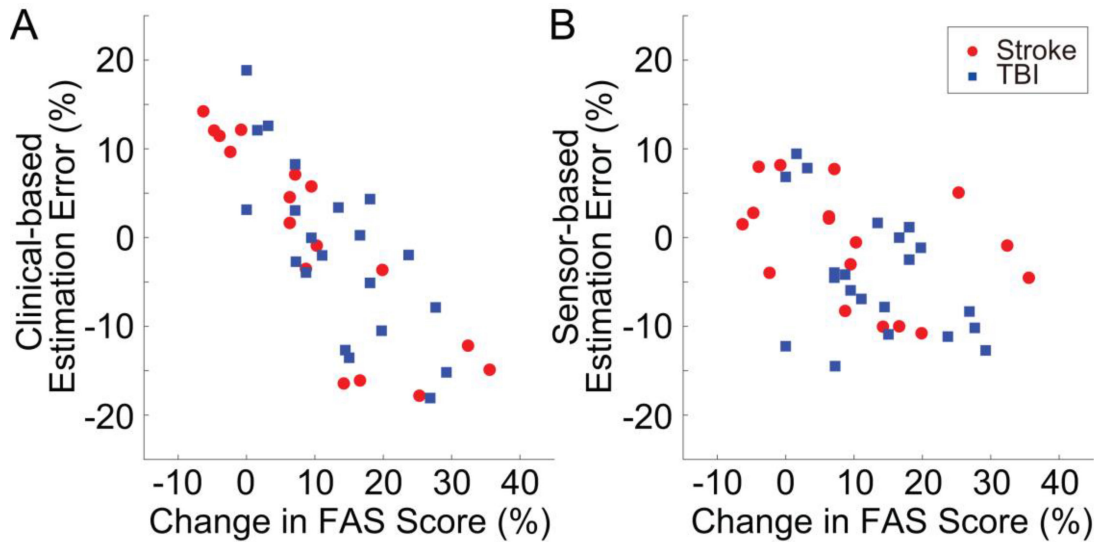 A
Clinical-based
Estimation Error (%)
20
10
0
-10
-20
-10 0 10 20 30 40
Change in FAS Score (%)
B
Sensor-based
Estimation Error (%)
20
10
0
-10
-20
-10 0 10 20 30 40
Change in FAS Score (%)
Stroke
TBI